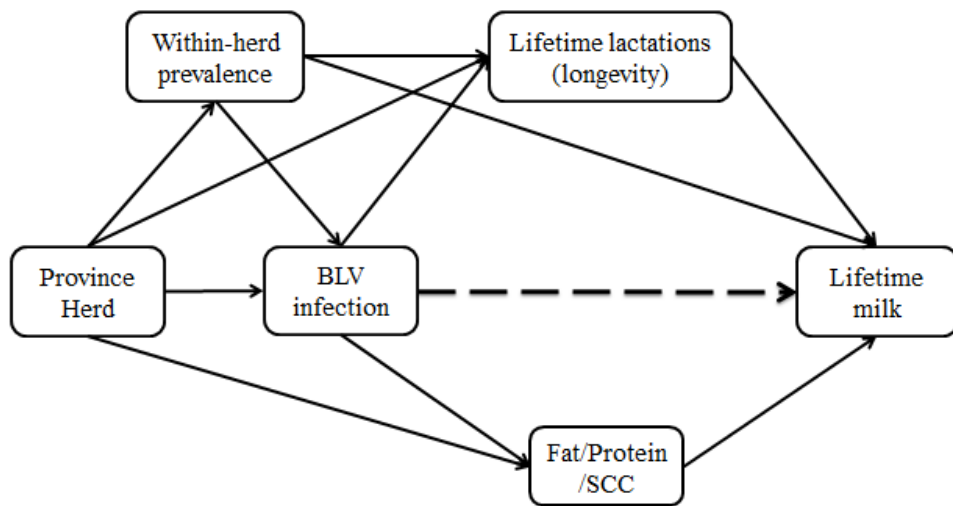 Within-herd
prevalence
Lifetime lactations
(longevity)
Province
Herd
BLV
infection
Lifetime
milk
Fat/Protein
/SCC